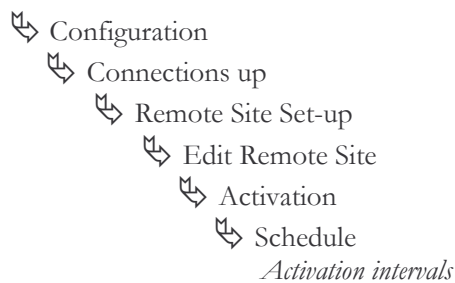 Configuration
Connections up
Remote Site Set-up
Edit Remote Site
Activation
Schedule
Activation intervals